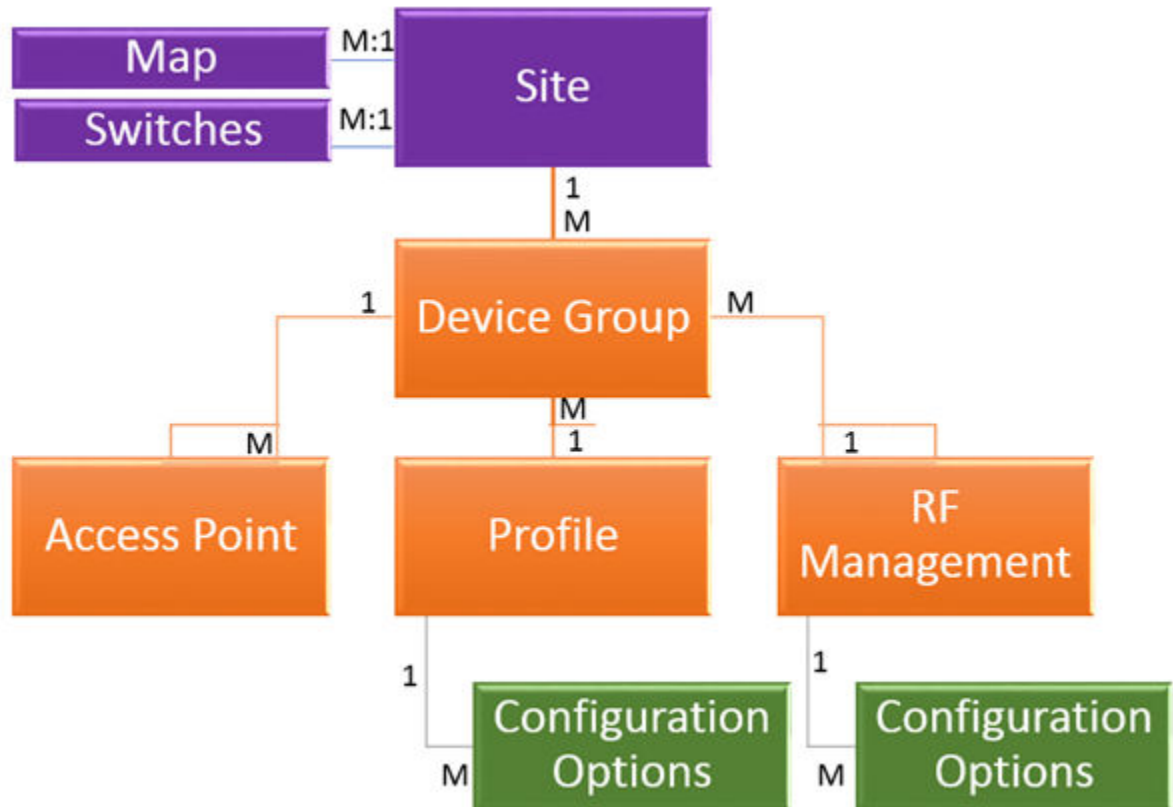 Map
M:1
Site
Switches
M:1
1
M
1
Device Group
M
M
M
1
1
Access Point
Profile
RF
Management
1
1
Configuration
Options
Configuration
Options
M
M